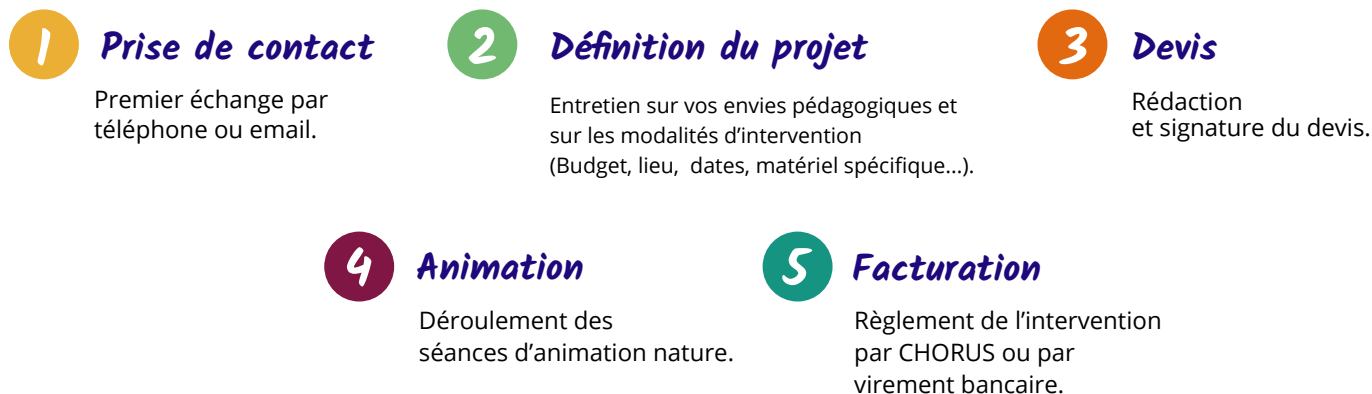 1 Prise de contact
Premier échange par
téléphone ou email.
2 Définition du projet
Entretien sur vos envies pédagogiques et
sur les modalités d’intervention
(Budget, lieu, dates, matériel spécifique...).
3 Devis
Rédaction
et signature du devis.
4 Animation
Déroulement des
séances d’animation nature.
5 Facturation
Règlement de l’intervention
par CHORUS ou par
virement bancaire.